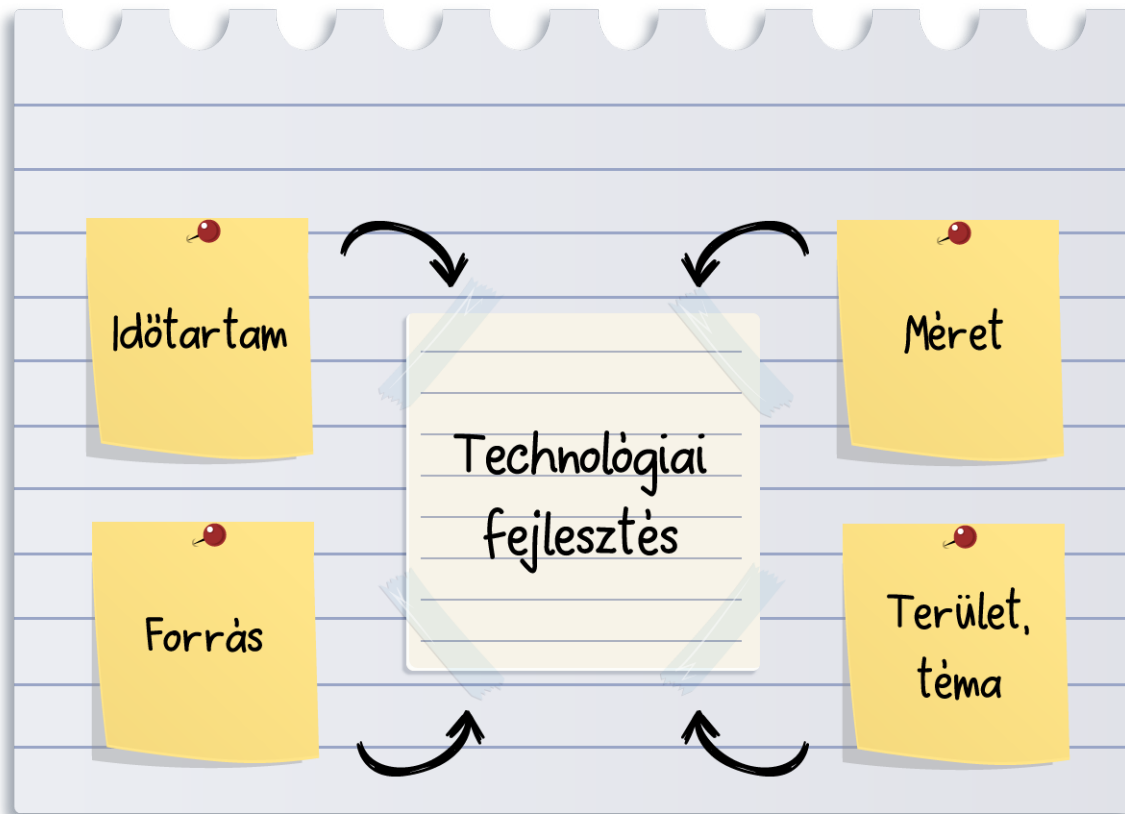 Időtartam
Méret
Technológiai
fejlesztés
Forrás
Terület,
téma